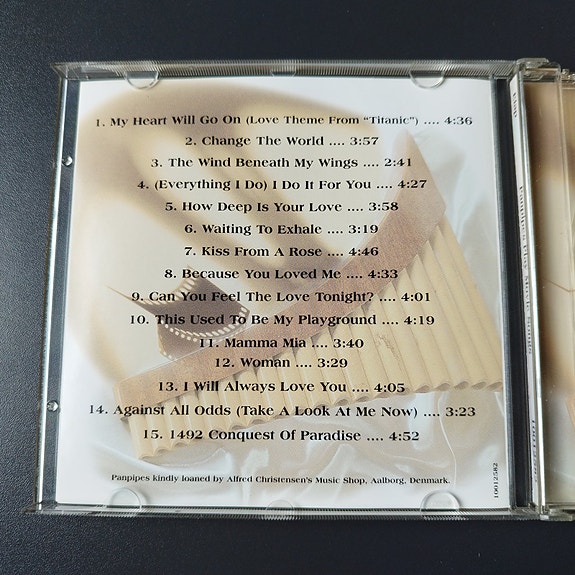 1. My Heart Will Go On (Love Theme From "Titanic") .... 4:36
2. Change The World .... 3:57
3. The Wind Beneath My Wings .... 2:41
4. (Everything I Do) I Do It For You .... 4:27
5. How Deep Is Your Love .... 3:58
6. Waiting To Exhale .... 3:19
7. Kiss From A Rose .... 4:46
8. Because You Loved Me .... 4:33
9. Can You Feel The Love Tonight? .... 4:01
10. This Used To Be My Playground .... 4:19
11. Mamma Mia .... 3:40
12. Woman .... 3:29
13. I Will Always Love You .... 4:05
14. Against All Odds (Take A Look At Me Now) .... 3:23
15. 1492 Conquest Of Paradise .... 4:52
Panpipes kindly loaned by Alfred Christensen's Music Shop, Aalborg, Denmark.
10012582
Panpipes Play Movie Songs